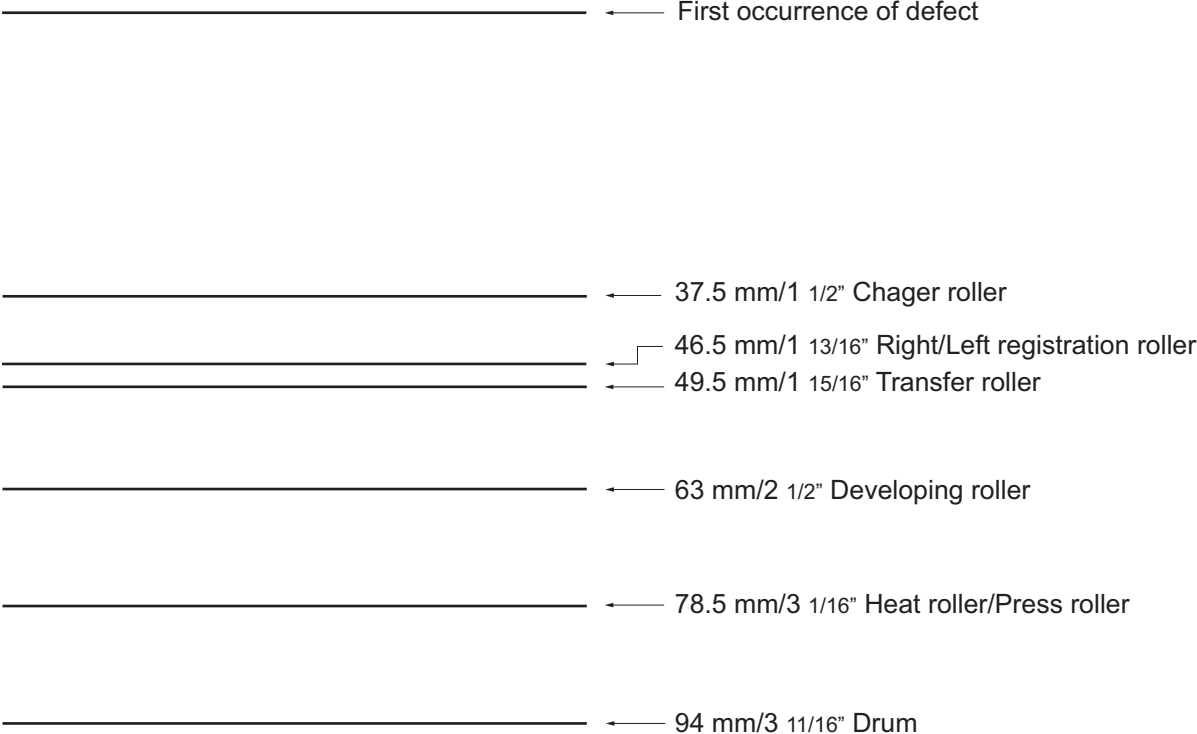 First occurrence of defect
37.5 mm/1 1/2” Chager roller
46.5 mm/1 13/16” Right/Left registration roller
49.5 mm/1 15/16” Transfer roller
63 mm/2 1/2” Developing roller
78.5 mm/3 1/16” Heat roller/Press roller
94 mm/3 11/16” Drum